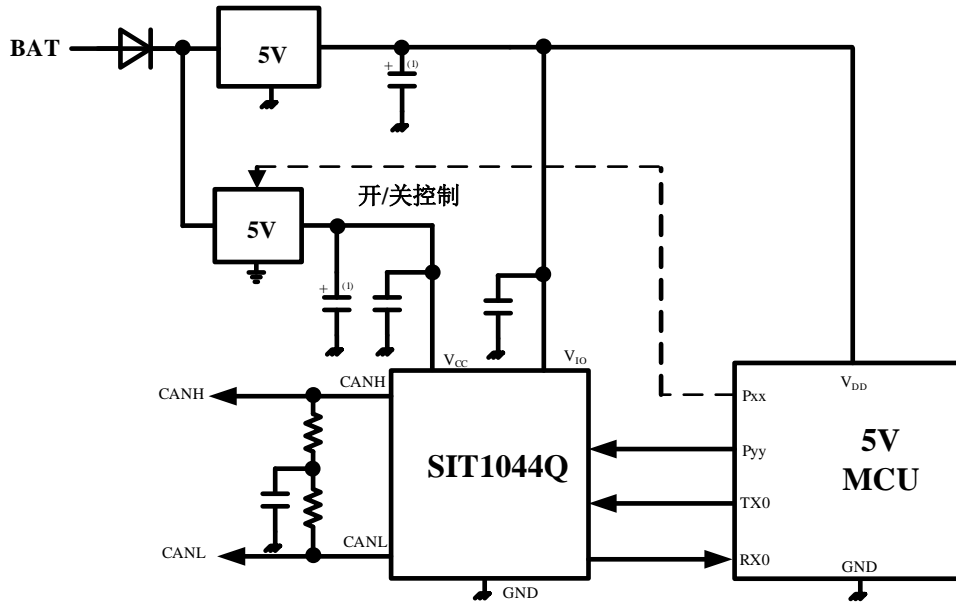 BAT
5V
+ (1)
开/关控制
5V
+ (1)
VCC
VIO
CANH
CANH
VDD
Pxx
SIT1044Q
Pyy
5V
MCU
TX0
CANL
CANL
RX0
GND
GND